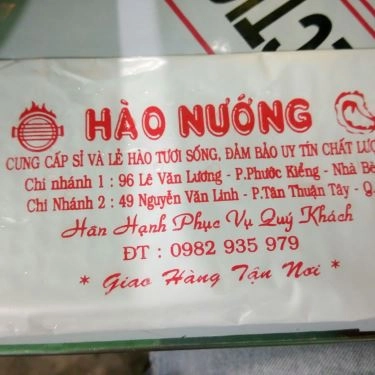 HÀO NƯỚNG
CUNG CẤP SỈ VÀ LẺ HÀO TƯƠI SỐNG, ĐẢM BẢO UY TÍN CHẤT LƯỢ
Chi nhánh 1 : 96 Lê Văn Lương - P.Phước Kiểng - Nhà Bè
Chi Nhánh 2 : 49 Nguyễn Văn Linh - P.Tân Thuận Tây - Q
Hân Hạnh Phục Vụ Quý Khách
ĐT : 0982 935 979
* Giao Hàng Tận Nơi *